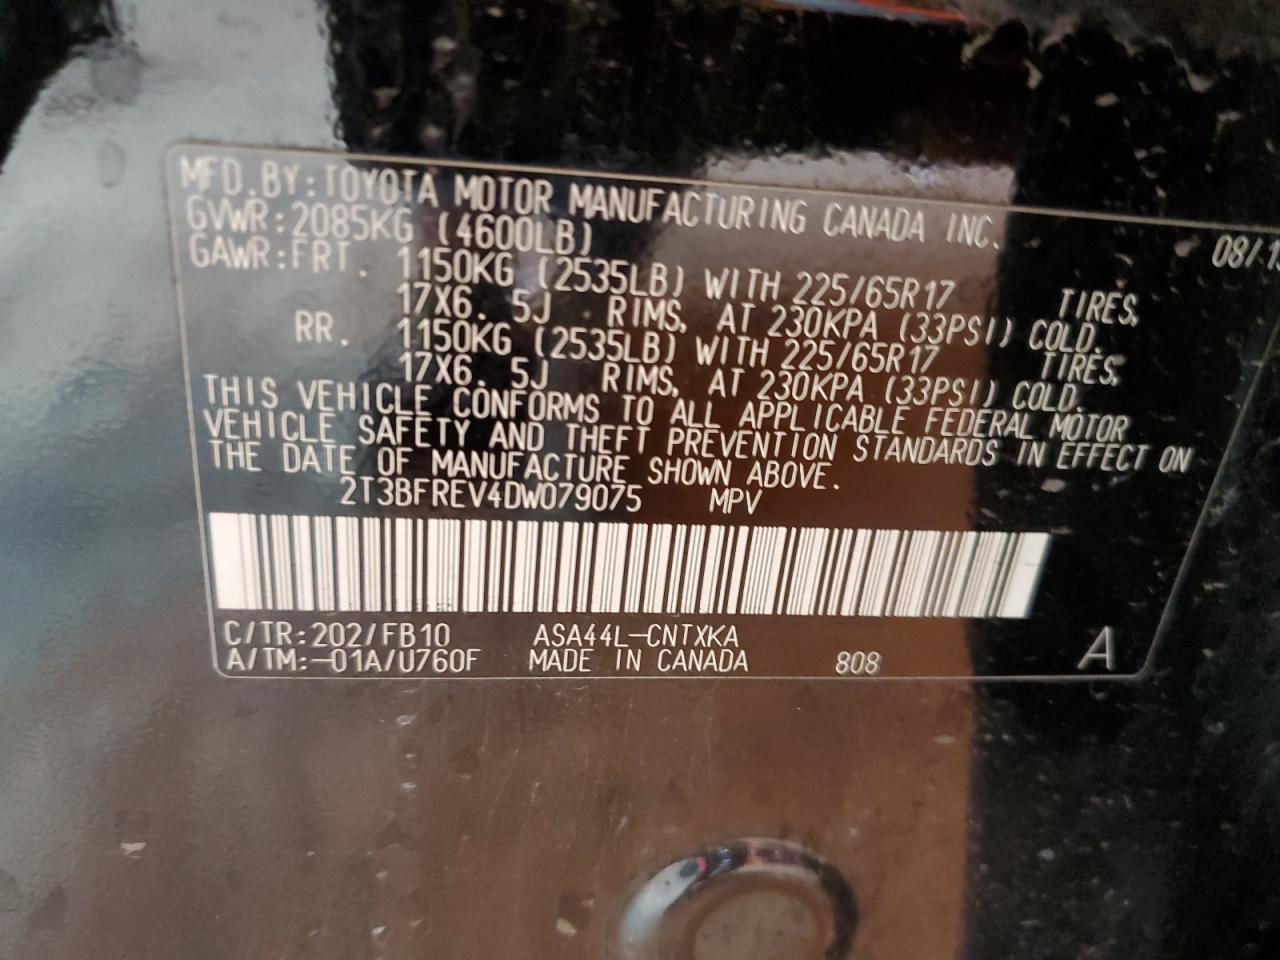 MFD.BY:TOYOTA MOTOR MANUFACTURING CANADA INC.
GVWR:2085KG (4600LB) 08/
GAWR:FRT. 1150KG (2535LB) WITH 225/65R17 TIRES,
17X6. 5J RIMS, AT 230KPA (33PSI) COLD.
RR. 1150KG (2535LB) WITH 225/65R17 TIRES,
17X6. 5J RIMS, AT 230KPA (33PSI) COLD.
THIS VEHICLE CONFORMS TO ALL APPLICABLE FEDERAL MOTOR
VEHICLE SAFETY AND THEFT PREVENTION STANDARDS IN EFFECT ON
THE DATE OF MANUFACTURE SHOWN ABOVE.
2T3BFREV4DW079075 MPV
C/TR:202/FB10 ASA44L-CNTXKA
A/TM:-01A/U760F MADE IN CANADA 808 A